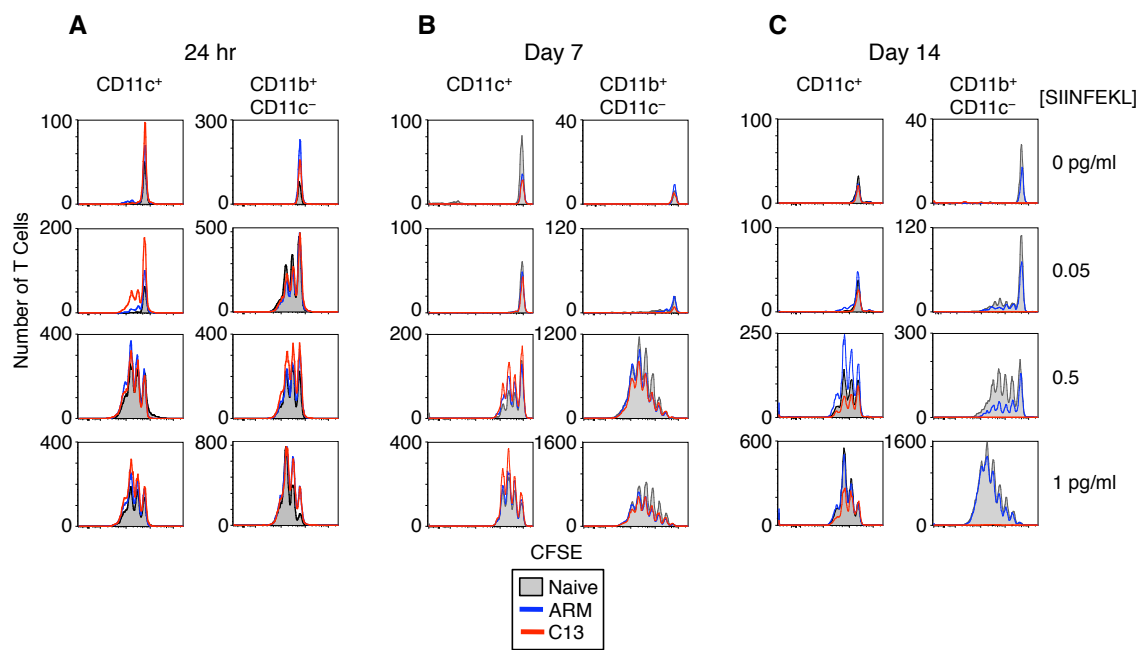 A B C
24 hr Day 7 Day 14
CD11c⁺ CD11b⁺ CD11c⁻ CD11c⁺ CD11b⁺ CD11c⁻ CD11c⁺ CD11b⁺ CD11c⁻ [SIINFEKL]
100 0 300 0 100 0 40 0 100 0 40 0 0 pg/ml
200 0 500 0 100 0 120 0 100 0 120 0 0.05
400 0 400 0 200 0 1200 0 250 0 300 0 0.5
400 0 800 0 400 0 1600 0 600 0 1600 0 1 pg/ml
Number of T Cells
CFSE
Naive
ARM
C13